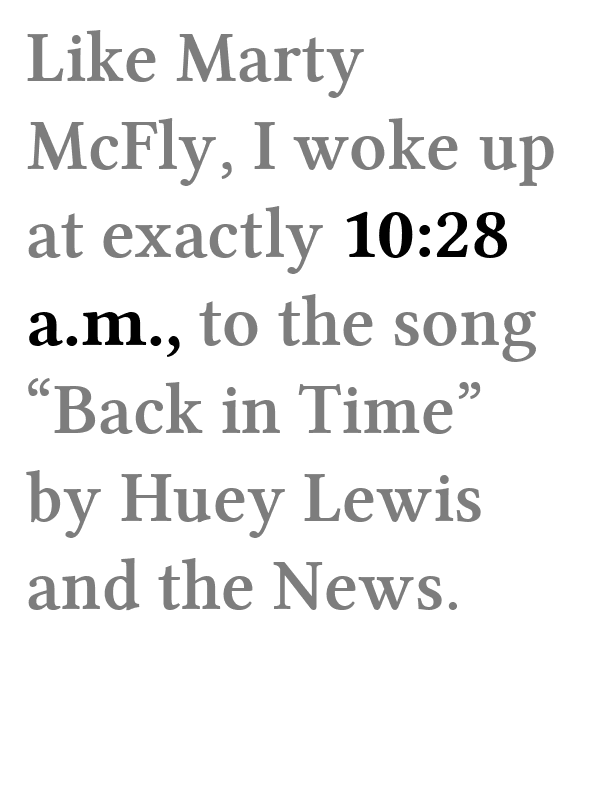 Like Marty
McFly, I woke up
at exactly 10:28
a.m., to the song
“Back in Time”
by Huey Lewis
and the News.